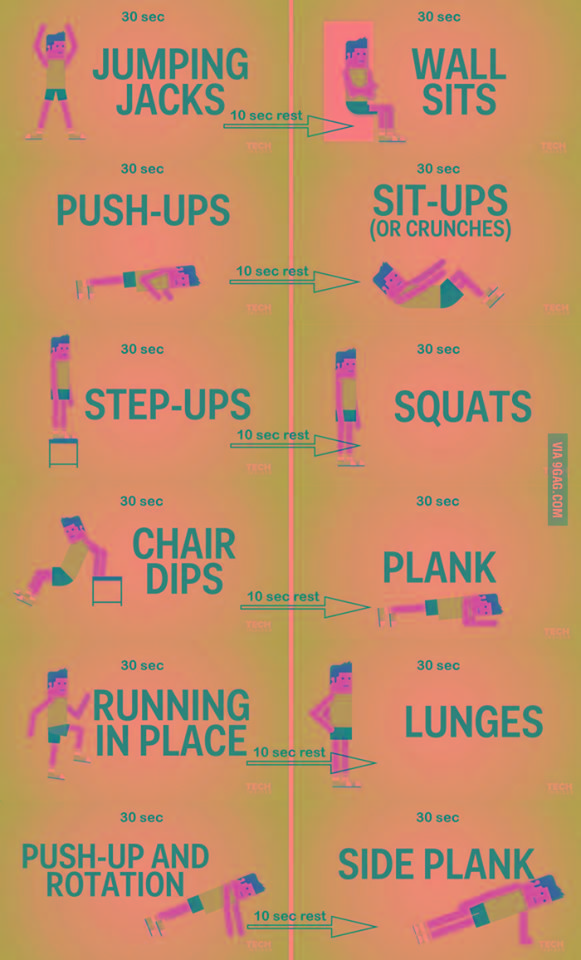 30 sec
JUMPING
JACKS
10 sec rest
TECH
30 sec
WALL
SITS
TECH
30 sec
PUSH-UPS
10 sec rest
TECH
30 sec
SIT-UPS
(OR CRUNCHES)
TECH
30 sec
STEP-UPS
10 sec rest
TECH
30 sec
SQUATS
VIA 9GAG.COM
30 sec
CHAIR
DIPS
10 sec rest
TECH
30 sec
PLANK
TECH
30 sec
RUNNING
IN PLACE
10 sec rest
TECH
30 sec
LUNGES
TECH
30 sec
PUSH-UP AND
ROTATION
10 sec rest
TECH
30 sec
SIDE PLANK
TECH